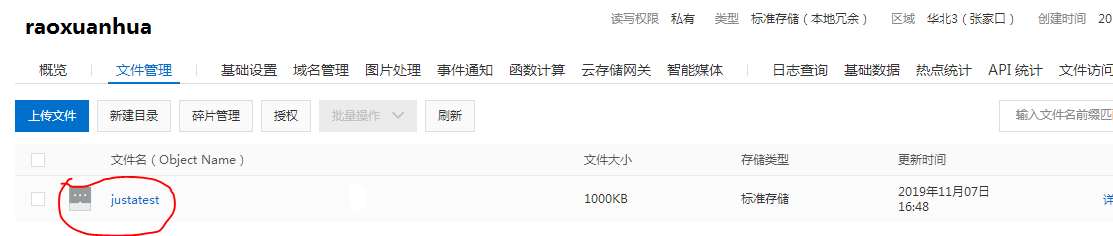 raoxuanhua 读写权限 私有 类型 标准存储（本地冗余） 区域 华北3（张家口） 创建时间 20
概览 文件管理 基础设置 域名管理 图片处理 事件通知 函数计算 云存储网关 智能媒体 日志查询 基础数据 热点统计 API 统计 文件访问
上传文件 新建目录 碎片管理 授权 批量操作 刷新 输入文件名前缀匹
文件名（Object Name） 文件大小 存储类型 更新时间
justatest 1000KB 标准存储 2019年11月07日
16:48 详